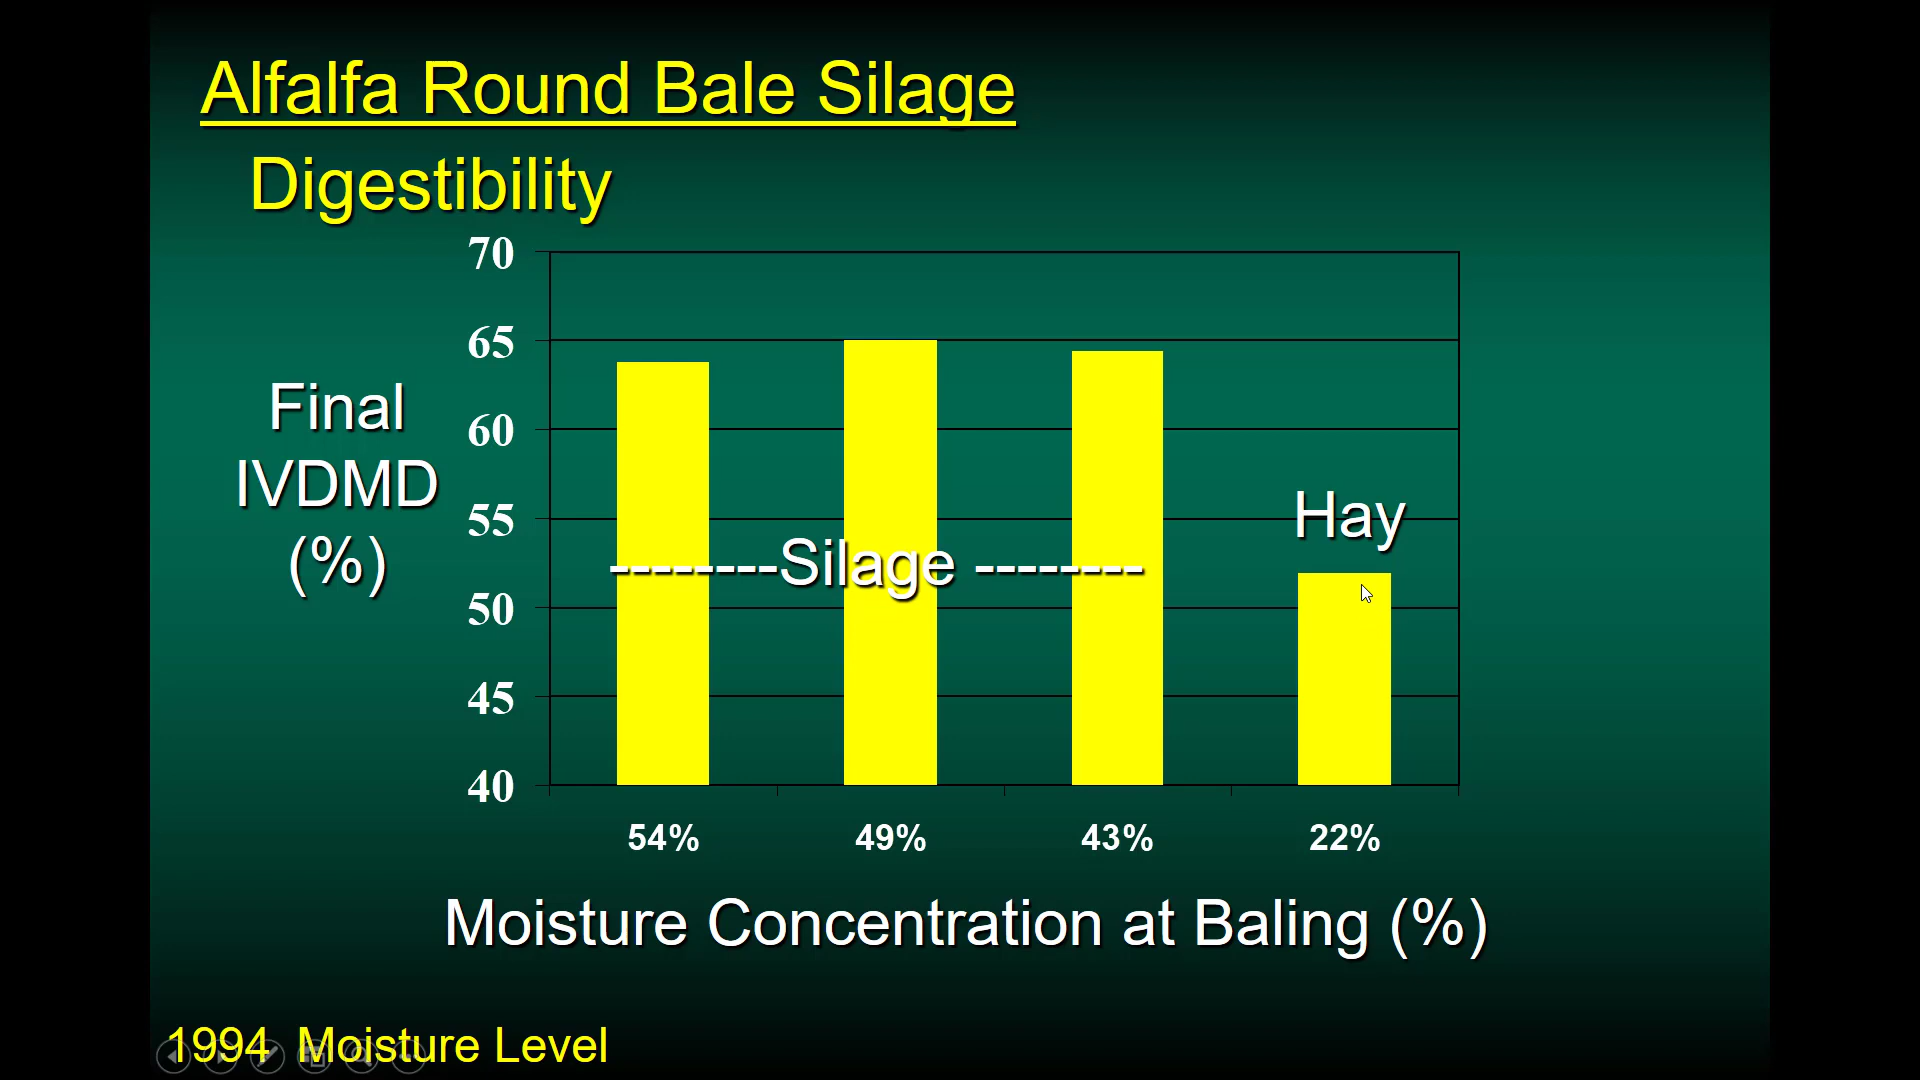 Alfalfa Round Bale Silage
Digestibility
70
65
60
55
50
45
40
Final
IVDMD
(%)
--------Silage --------
Hay
54% 49% 43% 22%
Moisture Concentration at Baling (%)
1994 Moisture Level